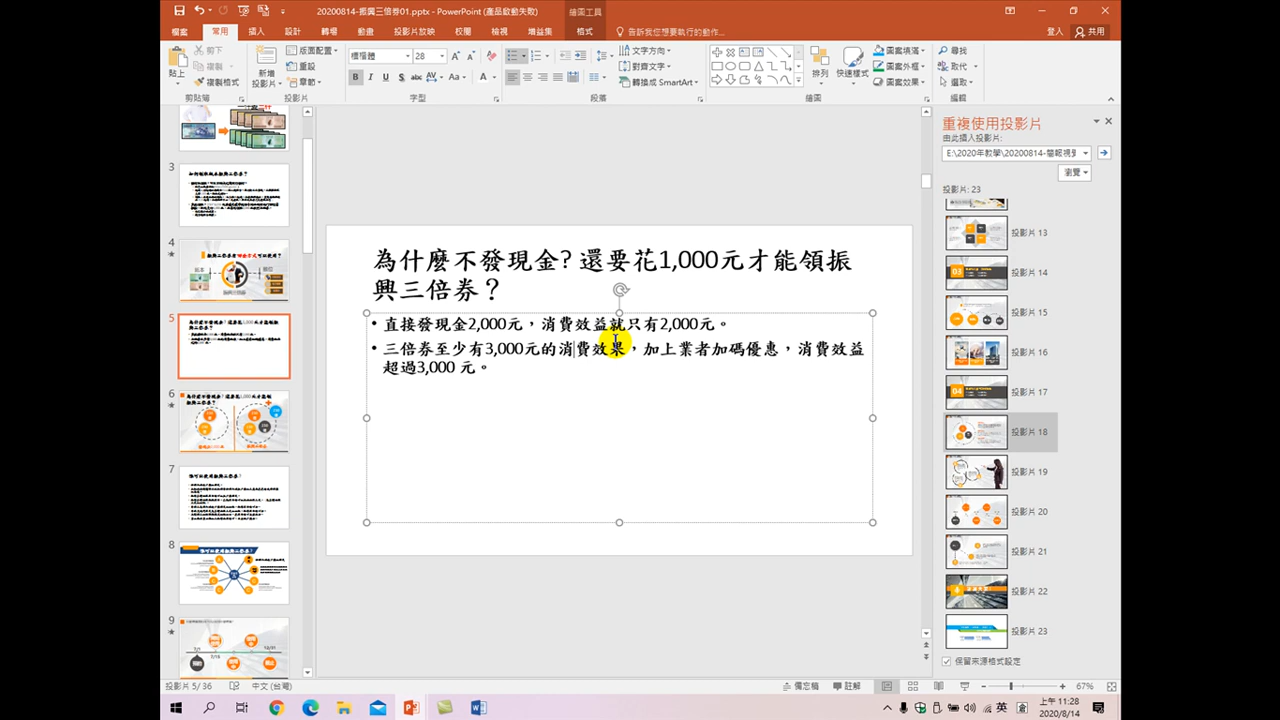 20200814-振興三倍券01.pptx - PowerPoint (產品啟動失敗)
繪圖工具
檔案
常用
插入
設計
轉場
動畫
投影片放映
校閱
檢視
增益集
格式
告訴我您想要執行的動作...
登入
共用
貼上
剪下
複製
複製格式
剪貼簿
新增
投影片
版面配置
重設
章節
投影片
標楷體
28
字型
段落
文字方向
對齊文字
轉換成 SmartArt
排列
快速樣式
圖案填滿
圖案外框
圖案效果
繪圖
尋找
取代
選取
編輯
3
4
5
6
7
8
9
為什麼不發現金? 還要花1,000元才能領振
興三倍券?
• 直接發現金2,000元,消費效益就只有2,000元。
• 三倍券至少有3,000元的消費效果,加上業者加碼優惠,消費效益
超過3,000 元。
重複使用投影片
由此插入投影片:
E:\2020年教學\20200814-簡報視覺
瀏覽
投影片: 23
投影片 13
投影片 14
投影片 15
投影片 16
投影片 17
投影片 18
投影片 19
投影片 20
投影片 21
投影片 22
投影片 23
保留來源格式設定
投影片 5/36
中文 (台灣)
備忘稿
註解
67%
英
上午 11:28
2020/8/14